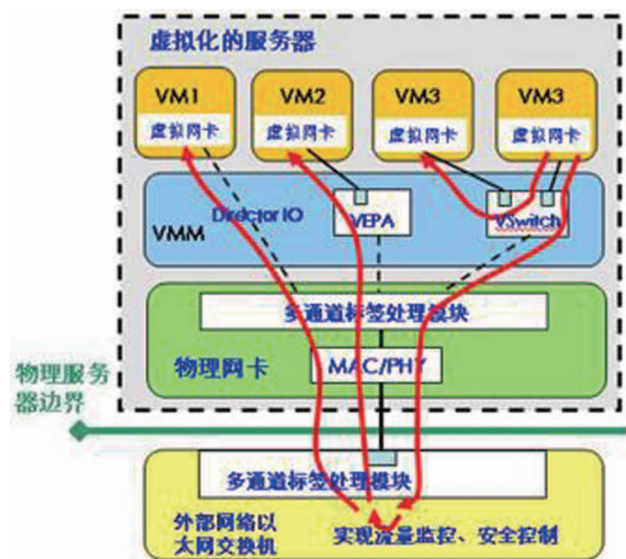 虚拟化的服务器
VM1
VM2
VM3
VM3
虚拟网卡
虚拟网卡
虚拟网卡
虚拟网卡
Director IO
VEPA
VSwitch
VMM
多通道标签处理模块
物理网卡
MAC/PHY
物理服务
器边界
多通道标签处理模块
外部网络以
太网交换机
实现流量监控、安全控制